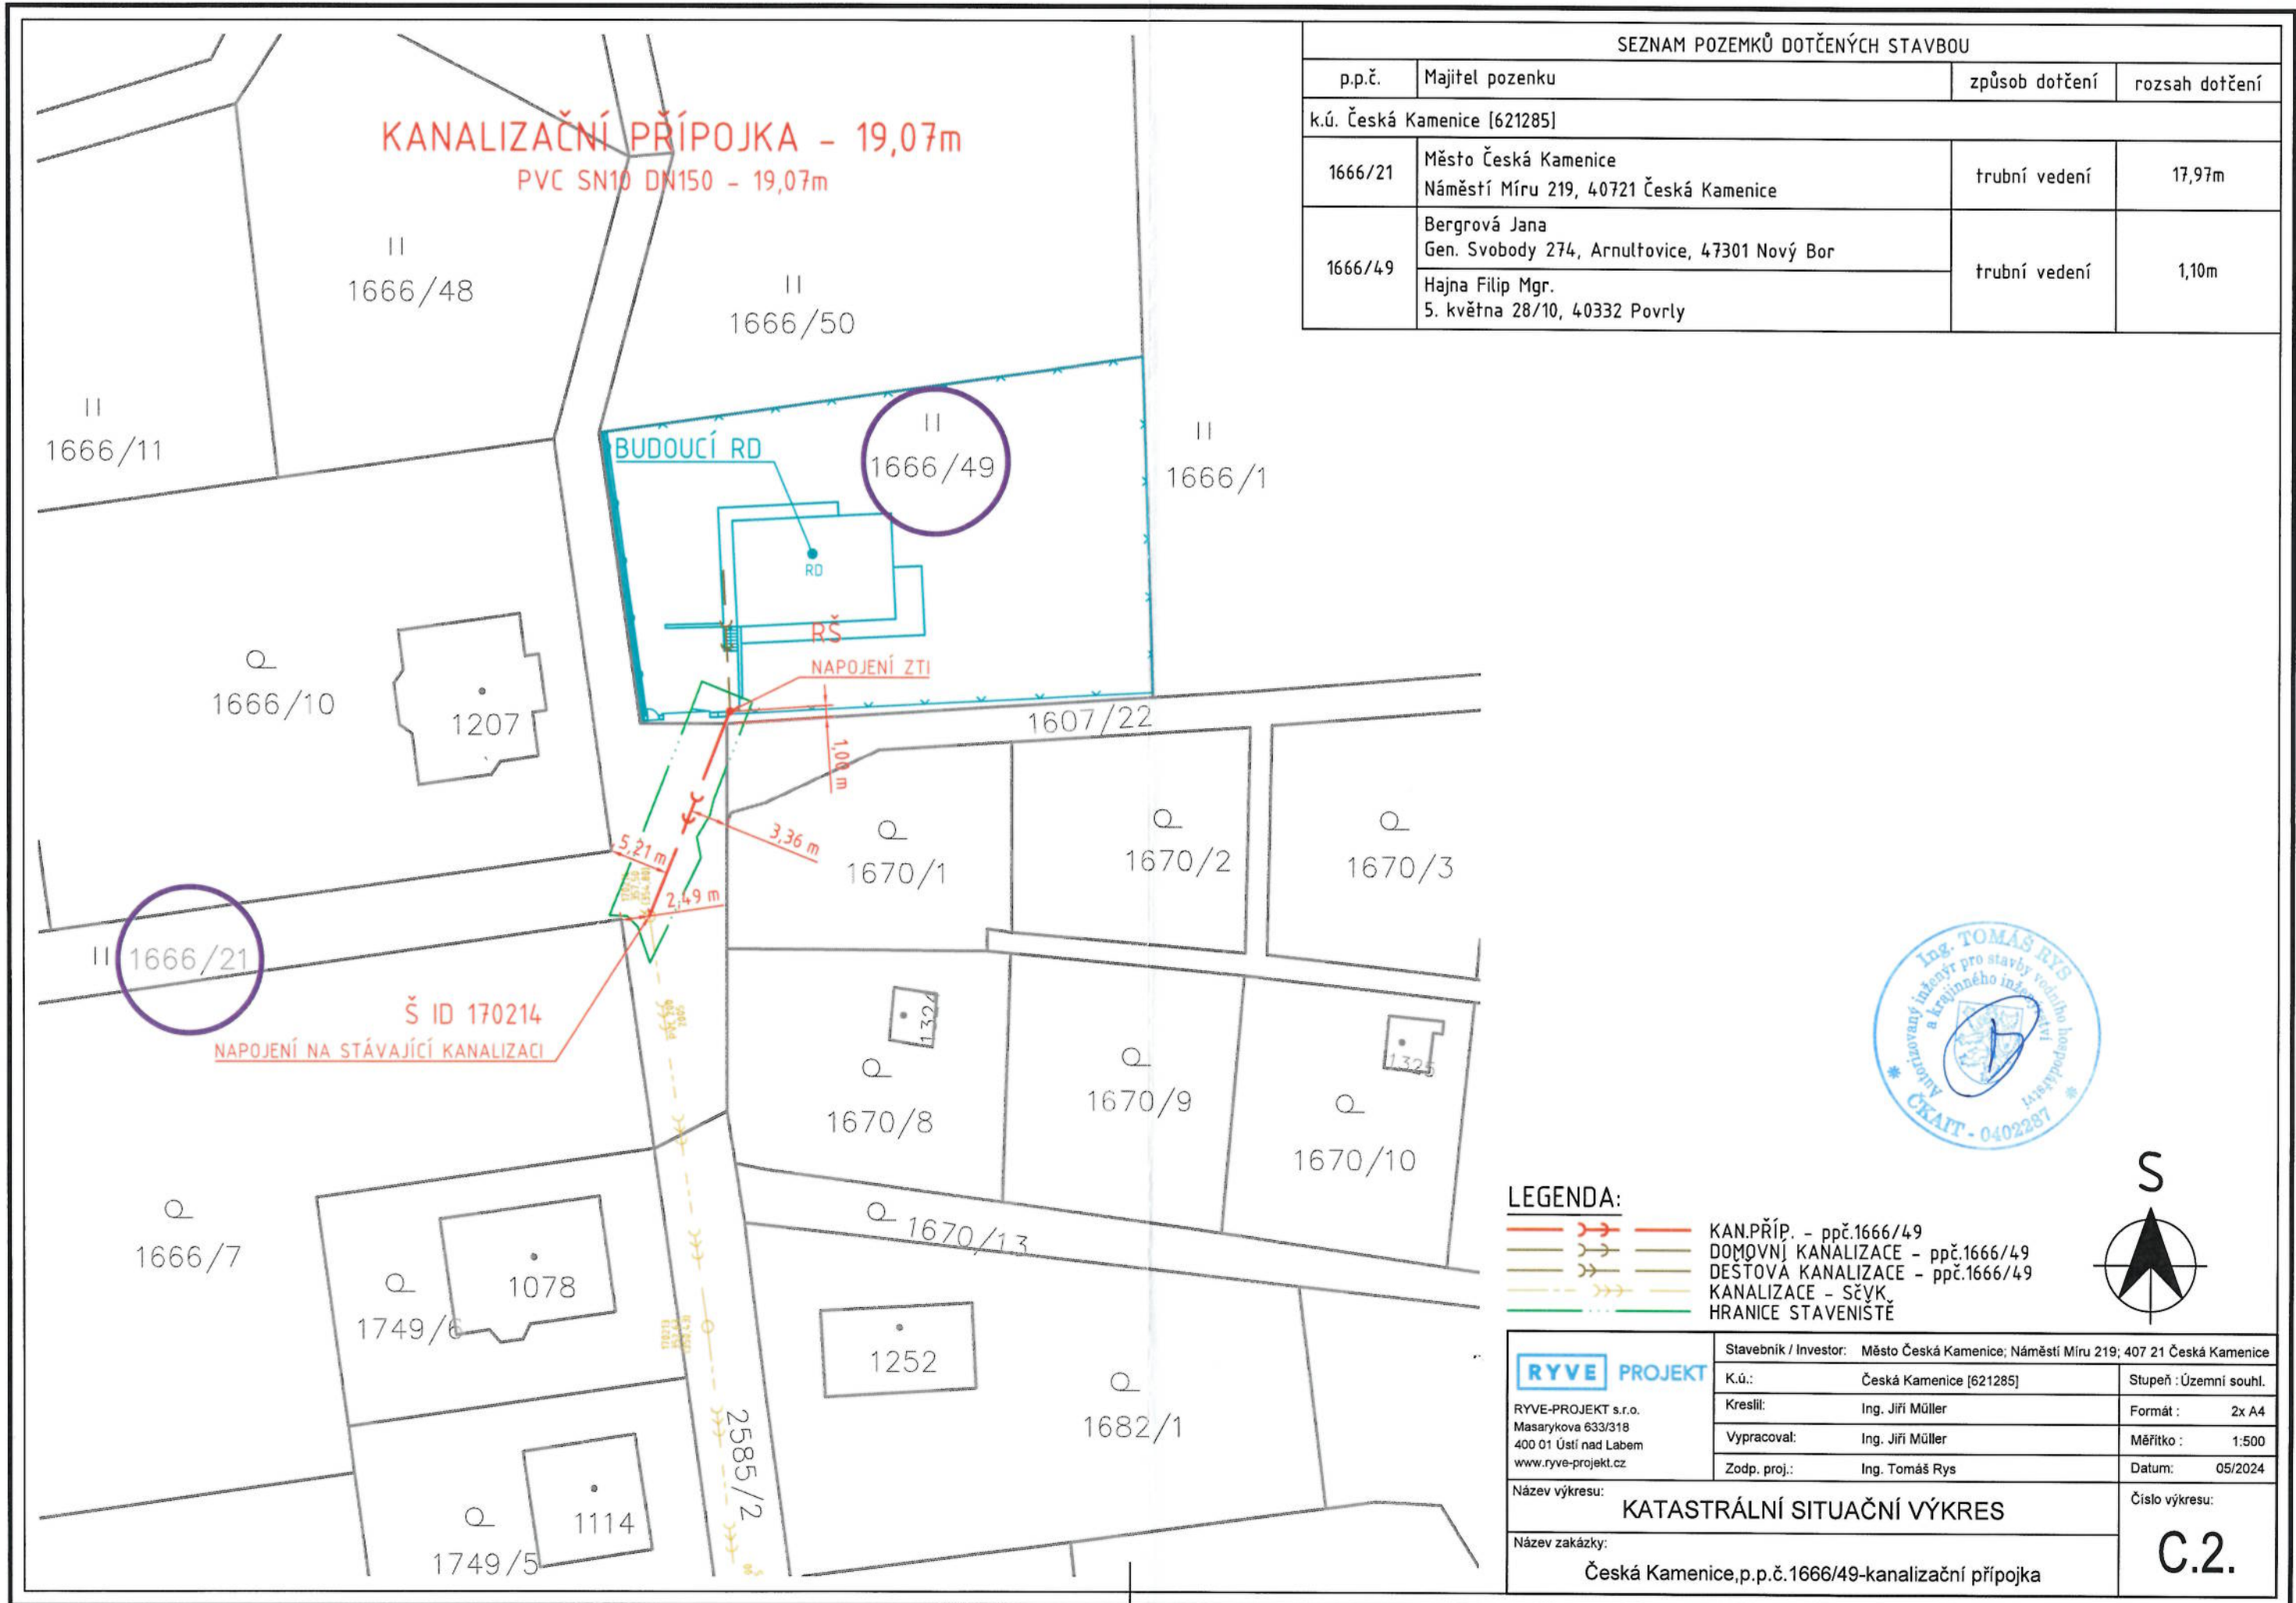 SEZNAM POZEMKŮ DOTČENÝCH STAVBOU
p.p.č. Majitel pozenku způsob dotčení rozsah dotčení
k.ú. Česká Kamenice [621285]
1666/21
Město Česká Kamenice
Náměstí Míru 219, 40721 Česká Kamenice
trubní vedení
17,97m
1666/49
Bergrová Jana
Gen. Svobody 274, Arnultovice, 47301 Nový Bor
Hajna Filip Mgr.
5. května 28/10, 40332 Povrly
trubní vedení
1,10m
KANALIZAČNÍ PŘÍPOJKA - 19,07m
PVC SN10 DN150 - 19,07m
1666/48
1666/50
1666/11
BUDOUCÍ RD
1666/49
1666/1
RD
RŠ
NAPOJENÍ ZTI
1666/10
1207
1607/22
1,00 m
3,36 m
5,21 m
2,49 m
1670/1
1670/2
1670/3
1666/21
Š ID 170214
NAPOJENÍ NA STÁVAJÍCÍ KANALIZACI
1325
1670/8
1670/9
1670/10
1670/13
1666/7
1078
1749/6
1252
1682/1
2585/2
1114
1749/5
Ing. TOMÁŠ RYS
Autorizovaný inženýr pro stavby vodního hospodářství
a krajinného inženýrství
ČKAIT - 0402287
S
LEGENDA:
KAN.PŘÍP. - ppč.1666/49
DOMOVNÍ KANALIZACE - ppč.1666/49
DEŠŤOVÁ KANALIZACE - ppč.1666/49
KANALIZACE - SčVK
HRANICE STAVENIŠTĚ
RYVE PROJEKT
RYVE-PROJEKT s.r.o.
Masarykova 633/318
400 01 Ústí nad Labem
www.ryve-projekt.cz
Stavebník / Investor: Město Česká Kamenice; Náměstí Míru 219; 407 21 Česká Kamenice
K.ú.: Česká Kamenice [621285] Stupeň : Územní souhl.
Kreslil: Ing. Jiří Müller Formát : 2x A4
Vypracoval: Ing. Jiří Müller Měřítko : 1:500
Zodp. proj.: Ing. Tomáš Rys Datum: 05/2024
Název výkresu:
KATASTRÁLNÍ SITUAČNÍ VÝKRES
Číslo výkresu:
C.2.
Název zakázky:
Česká Kamenice,p.p.č.1666/49-kanalizační přípojka